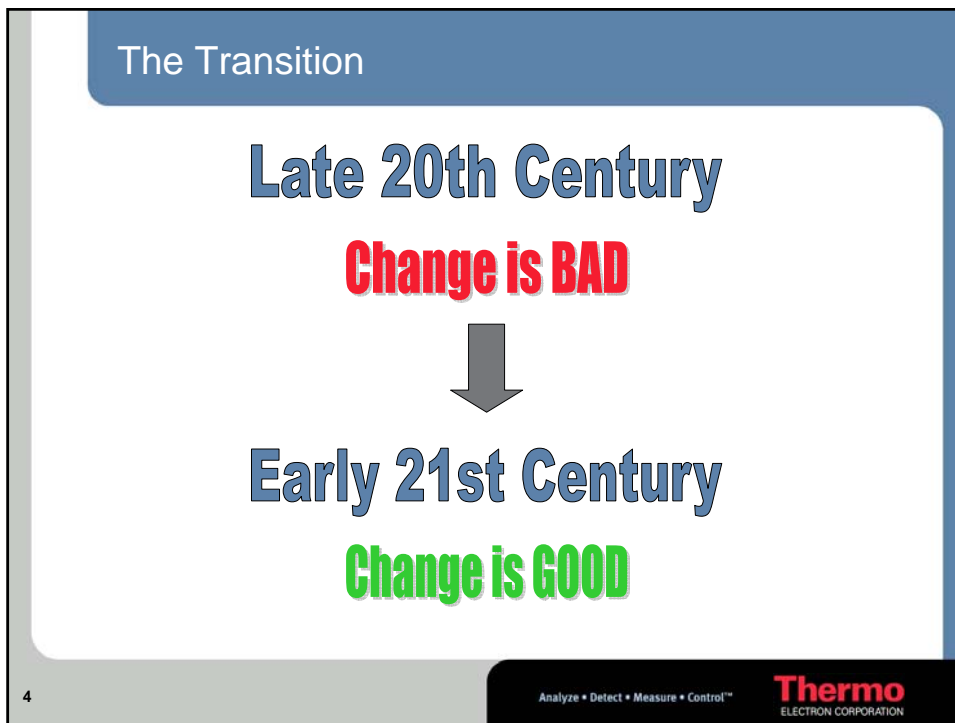 The Transition
Late 20th Century
Change is BAD
Early 21st Century
Change is GOOD
4
Analyze • Detect • Measure • Control™
Thermo
ELECTRON CORPORATION